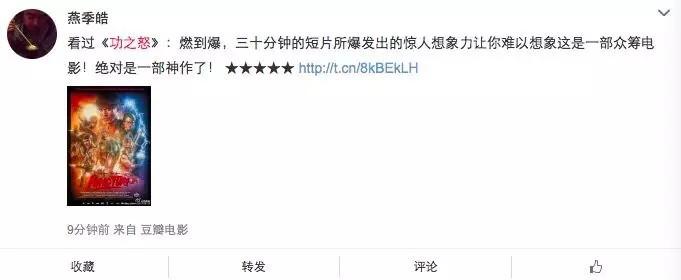 燕季皓
看过《功之怒》：燃到爆，三十分钟的短片所爆发出的惊人想象力让你难以想象这是一部众筹电
影！绝对是一部神作了！ ★★★★★ http://t.cn/8kBEkLH
9分钟前 来自 豆瓣电影
收藏 转发 评论